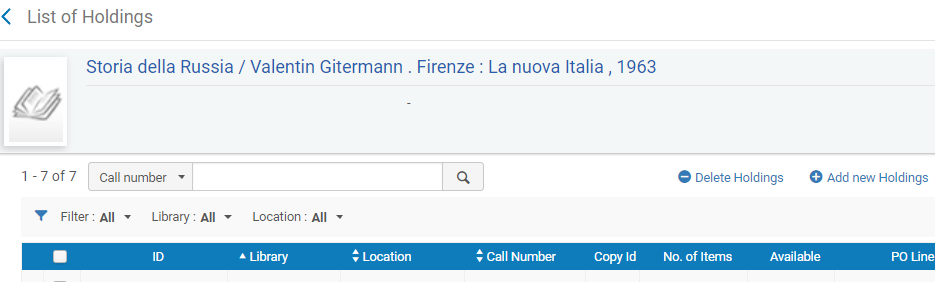 List of Holdings
Storia della Russia / Valentin Gitermann . Firenze : La nuova Italia , 1963
-
1 - 7 of 7 Call number Delete Holdings Add new Holdings
Filter : All Library : All Location : All
ID Library Location Call Number Copy Id No. of Items Available PO Line